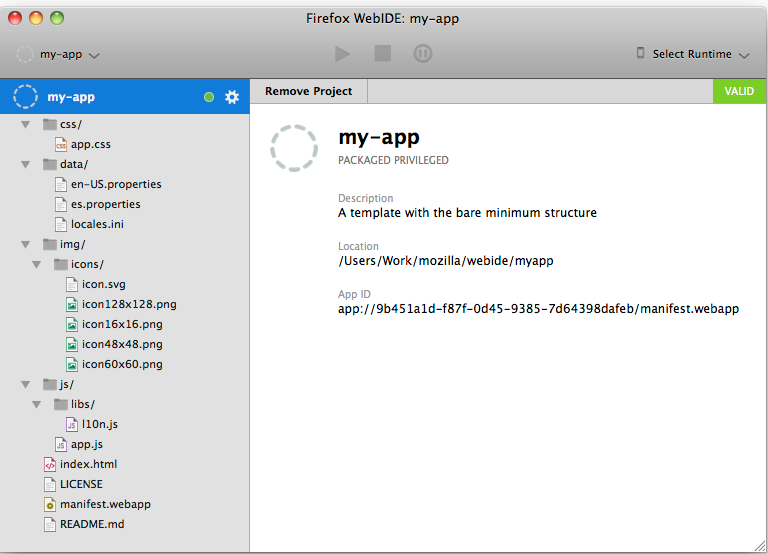 Firefox WebIDE: my-app
my-app
Select Runtime
my-app
Remove Project
VALID
css/
app.css
data/
en-US.properties
es.properties
locales.ini
img/
icons/
icon.svg
icon128x128.png
icon16x16.png
icon48x48.png
icon60x60.png
js/
libs/
l10n.js
app.js
index.html
LICENSE
manifest.webapp
README.md
my-app
PACKAGED PRIVILEGED
Description
A template with the bare minimum structure
Location
/Users/Work/mozilla/webide/myapp
App ID
app://9b451a1d-f87f-0d45-9385-7d64398dafeb/manifest.webapp